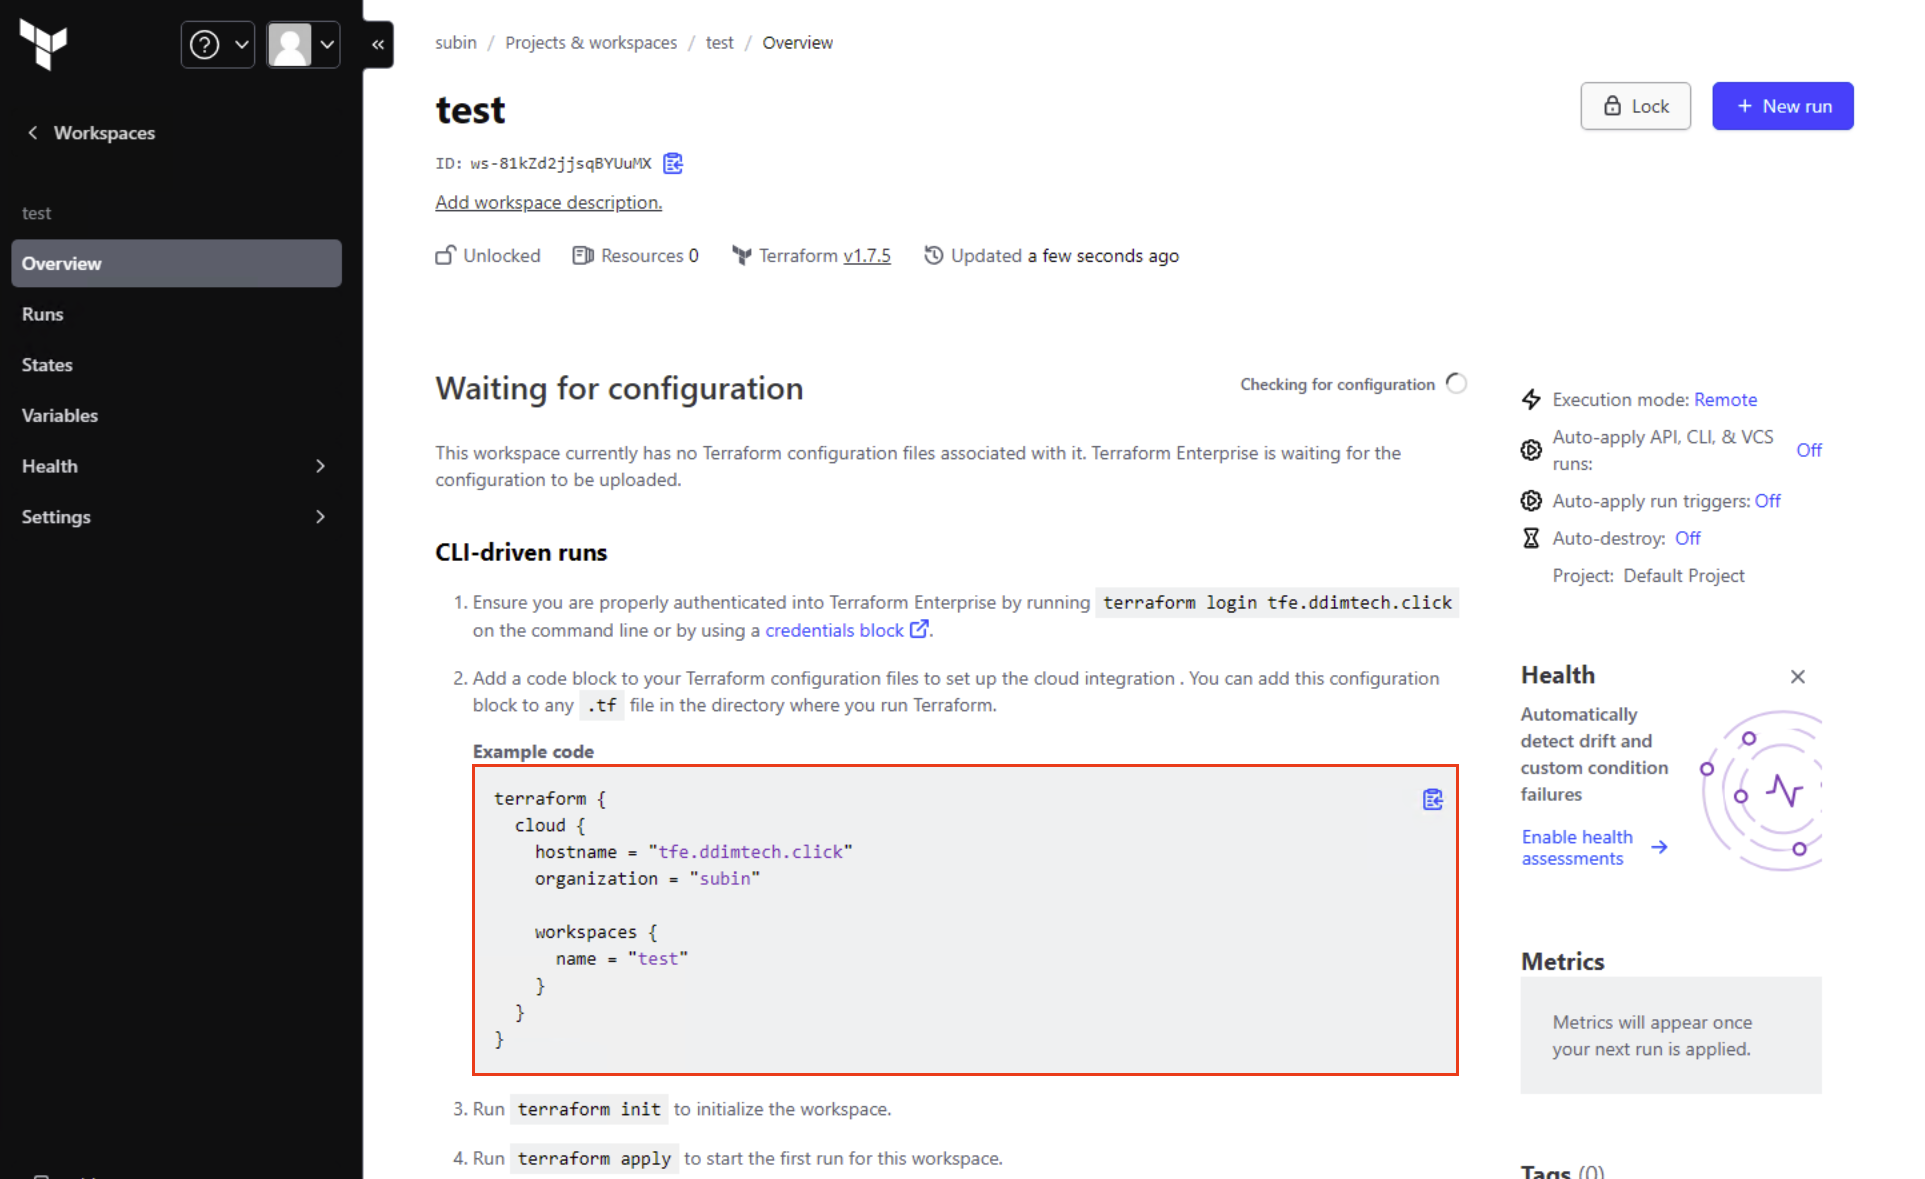 subin / Projects & workspaces / test / Overview
test
Lock
+ New run
Workspaces
ID: ws-81kZd2jjsqBYUuMX
Add workspace description.
test
Unlocked Resources 0 Terraform v1.7.5 Updated a few seconds ago
Overview
Runs
States
Variables
Health
Settings
Waiting for configuration
Checking for configuration
This workspace currently has no Terraform configuration files associated with it. Terraform Enterprise is waiting for the
configuration to be uploaded.
CLI-driven runs
1. Ensure you are properly authenticated into Terraform Enterprise by running terraform login tfe.ddimtech.click
on the command line or by using a credentials block.
2. Add a code block to your Terraform configuration files to set up the cloud integration . You can add this configuration
block to any .tf file in the directory where you run Terraform.
Example code
terraform {
  cloud {
    hostname = "tfe.ddimtech.click"
    organization = "subin"
    workspaces {
      name = "test"
    }
  }
}
3. Run terraform init to initialize the workspace.
4. Run terraform apply to start the first run for this workspace.
Execution mode: Remote
Auto-apply API, CLI, & VCS
runs: Off
Auto-apply run triggers: Off
Auto-destroy: Off
Project: Default Project
Health
Automatically
detect drift and
custom condition
failures
Enable health
assessments
Metrics
Metrics will appear once
your next run is applied.
Tags (0)